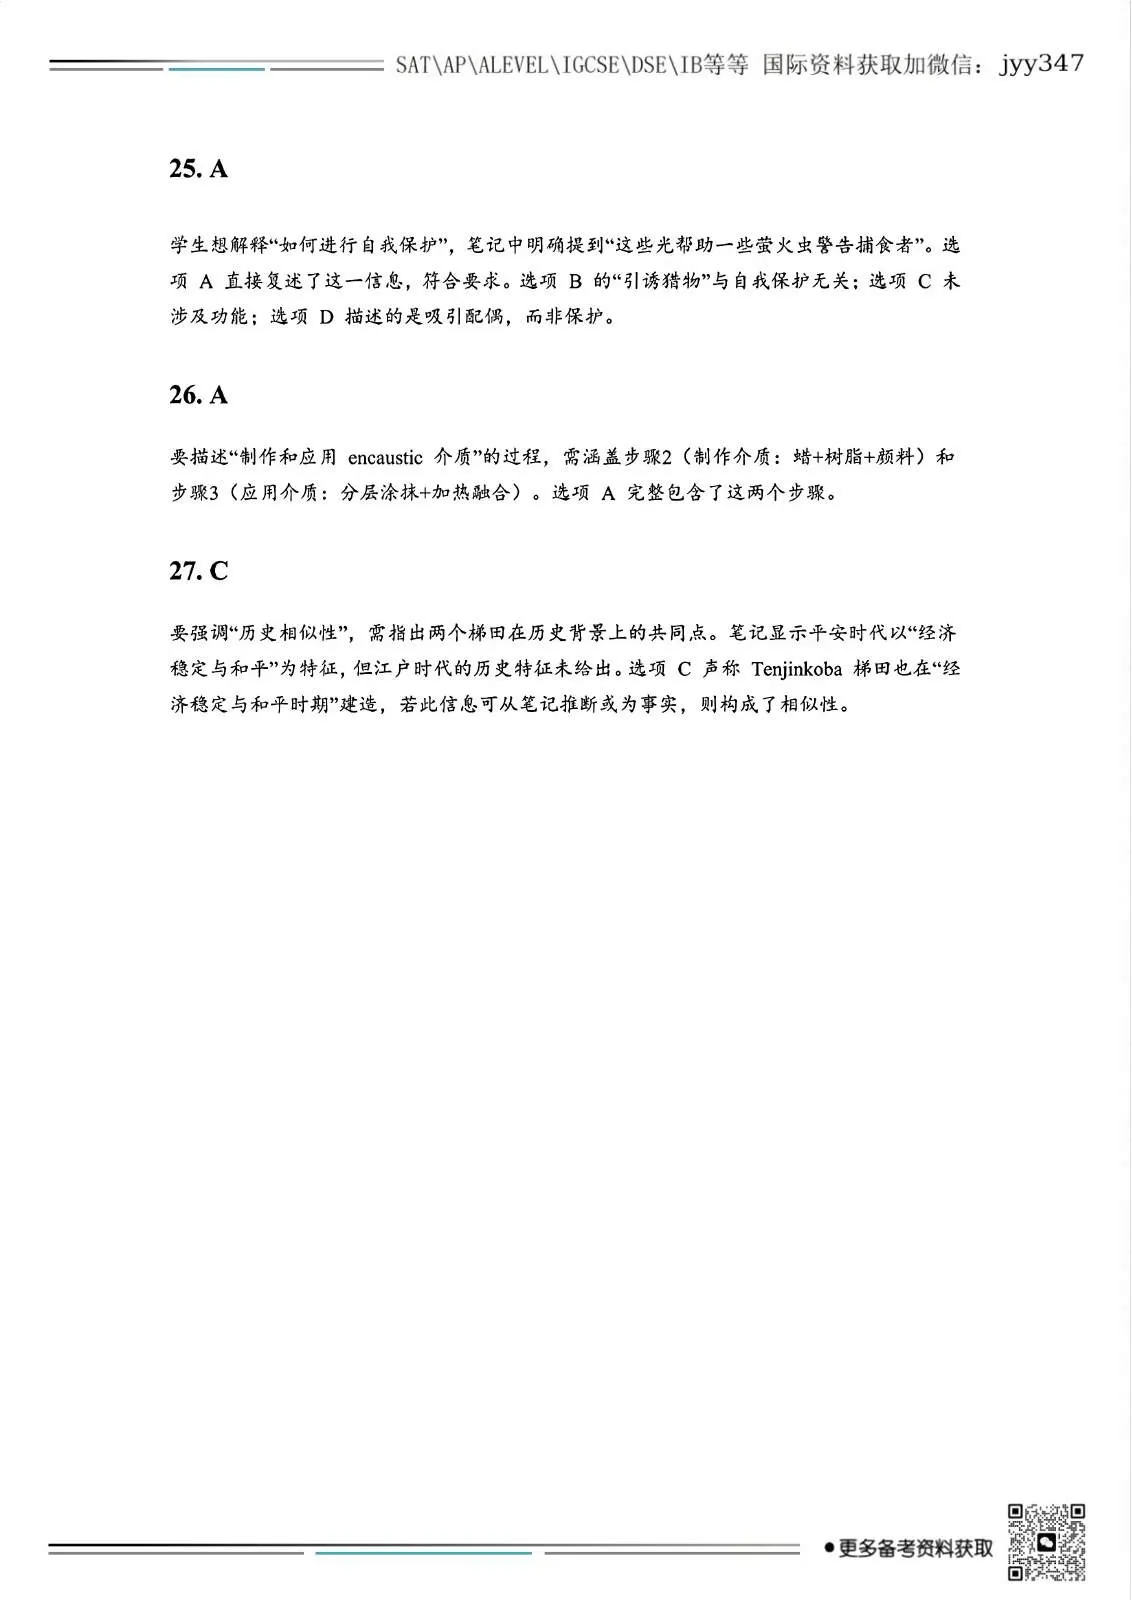 SAT\AP\ALEVEL\IGCSE\DSE\IB等等 国际资料获取加微信：jyy347
25. A
学生想解释“如何进行自我保护”，笔记中明确提到“这些光帮助一些萤火虫警告捕食者”。选
项 A 直接复述了这一信息，符合要求。选项 B 的“引诱猎物”与自我保护无关；选项 C 未
涉及功能；选项 D 描述的是吸引配偶，而非保护。
26. A
要描述“制作和应用 encaustic 介质”的过程，需涵盖步骤2（制作介质：蜡+树脂+颜料）和
步骤3（应用介质：分层涂抹+加热融合）。选项 A 完整包含了这两个步骤。
27. C
要强调“历史相似性”，需指出两个梯田在历史背景上的共同点。笔记显示平安时代以“经济
稳定与和平”为特征，但江户时代的历史特征未给出。选项 C 声称 Tenjinkoba 梯田也在“经
济稳定与和平时期”建造，若此信息可从笔记推断或为事实，则构成了相似性。
●更多备考资料获取